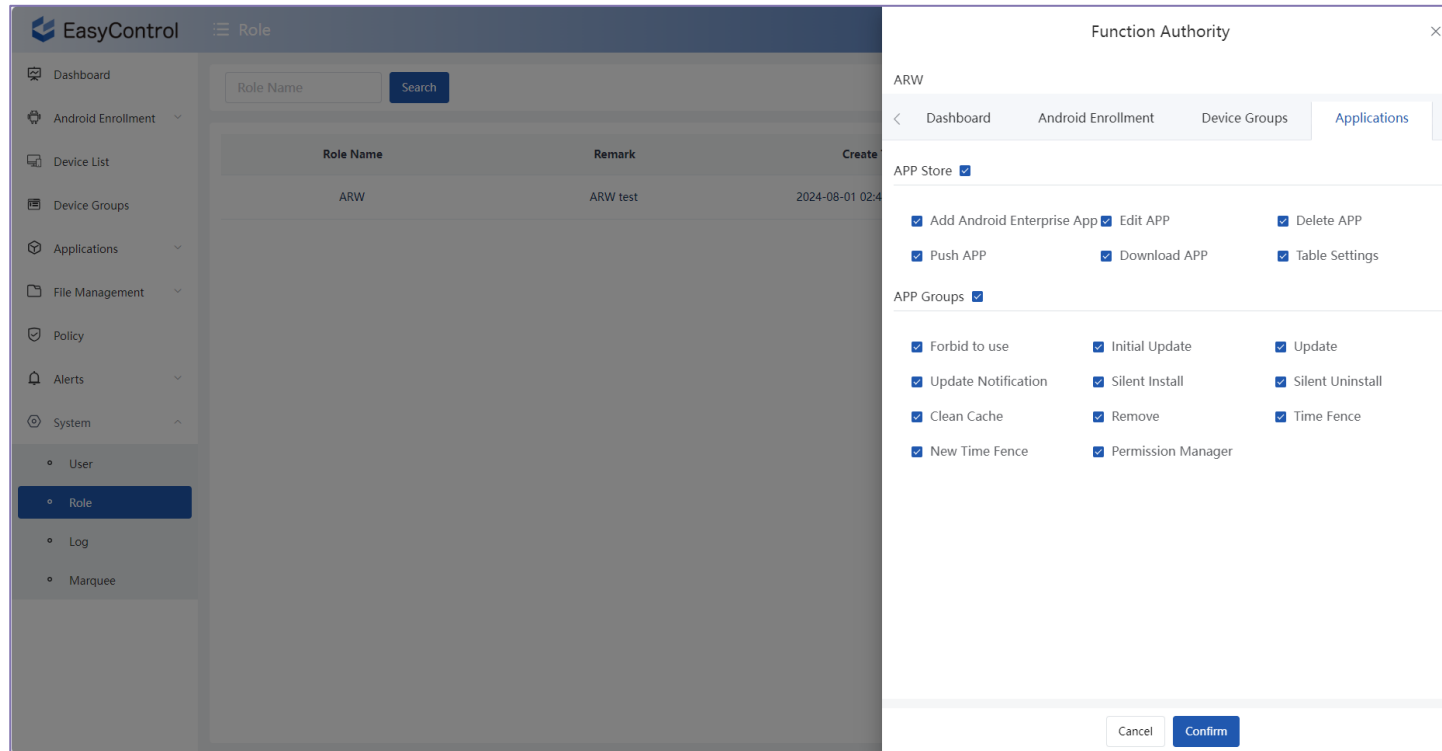 EasyControl
Role
Dashboard
Android Enrollment
Device List
Device Groups
Applications
File Management
Policy
Alerts
System
User
Role
Log
Marquee
Role Name
Search
Role Name Remark Create
ARW ARW test 2024-08-01 02:4
Function Authority
ARW
Dashboard Android Enrollment Device Groups Applications
APP Store
Add Android Enterprise App Edit APP Delete APP
Push APP Download APP Table Settings
APP Groups
Forbid to use Initial Update Update
Update Notification Silent Install Silent Uninstall
Clean Cache Remove Time Fence
New Time Fence Permission Manager
Cancel Confirm